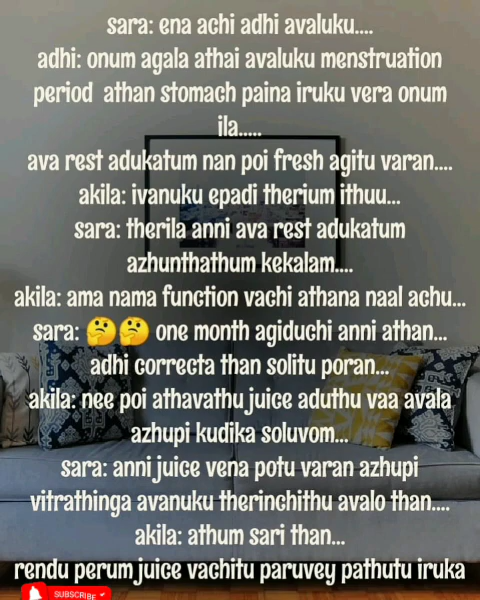 sara: ena achi adhi avaluku....
adhi: onum agala athai avaluku menstruation
period athan stomach paina iruku vera onum
ila.....
ava rest adukatum nan poi fresh agitu varan....
akila: ivanuku epadi therium ithuu...
sara: therila anni ava rest adukatum
azhunthathum kekalam....
akila: ama nama function vachi athana naal achu...
sara: 🤔🤔 one month agiduchi anni athan...
adhi correcta than solitu poran...
akila: nee poi athavathu juice aduthu vaa avala
azhupi kudika soluvom...
sara: anni juice vena potu varan azhupi
vitrathinga avanuku therinchithu avalo than....
akila: athum sari than...
rendu perum juice vachitu paruvey pathutu iruka
SUBSCRIBE